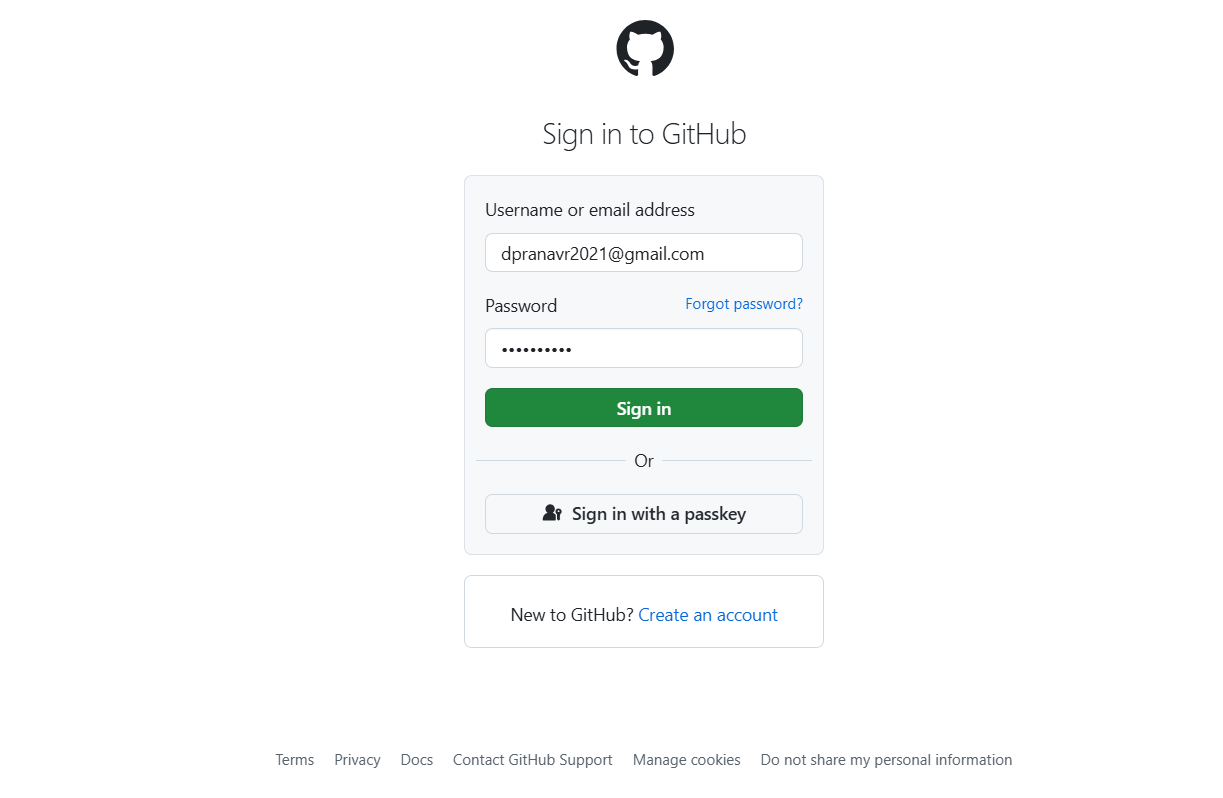 Sign in to GitHub
Username or email address
dpranavr2021@gmail.com
Password Forgot password?
••••••••••
Sign in
Or
Sign in with a passkey
New to GitHub? Create an account
Terms Privacy Docs Contact GitHub Support Manage cookies Do not share my personal information